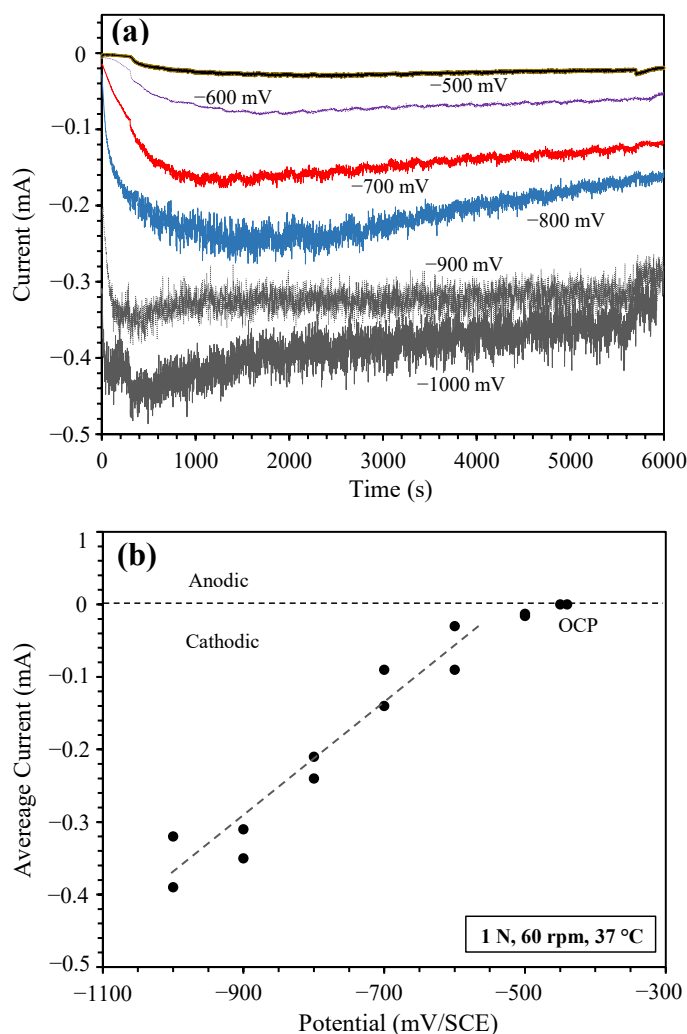 (a)
0
−0.1
−0.2
−0.3
−0.4
−0.5
Current (mA)
−500 mV
−600 mV
−700 mV
−800 mV
−900 mV
−1000 mV
0 1000 2000 3000 4000 5000 6000
Time (s)
(b)
1
0
−0.1
−0.2
−0.3
−0.4
−0.5
Avereage Current (mA)
Anodic
Cathodic
OCP
1 N, 60 rpm, 37 °C
−1100 −900 −700 −500 −300
Potential (mV/SCE)